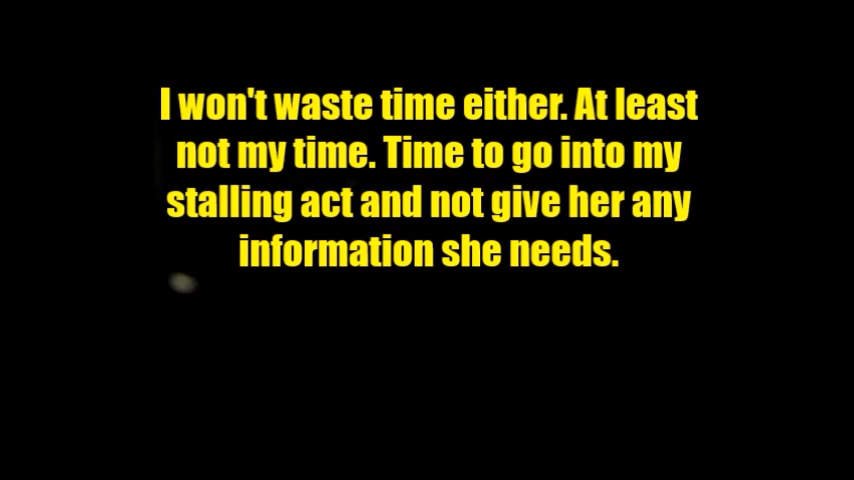 I won't waste time either. At least
not my time. Time to go into my
stalling act and not give her any
information she needs.